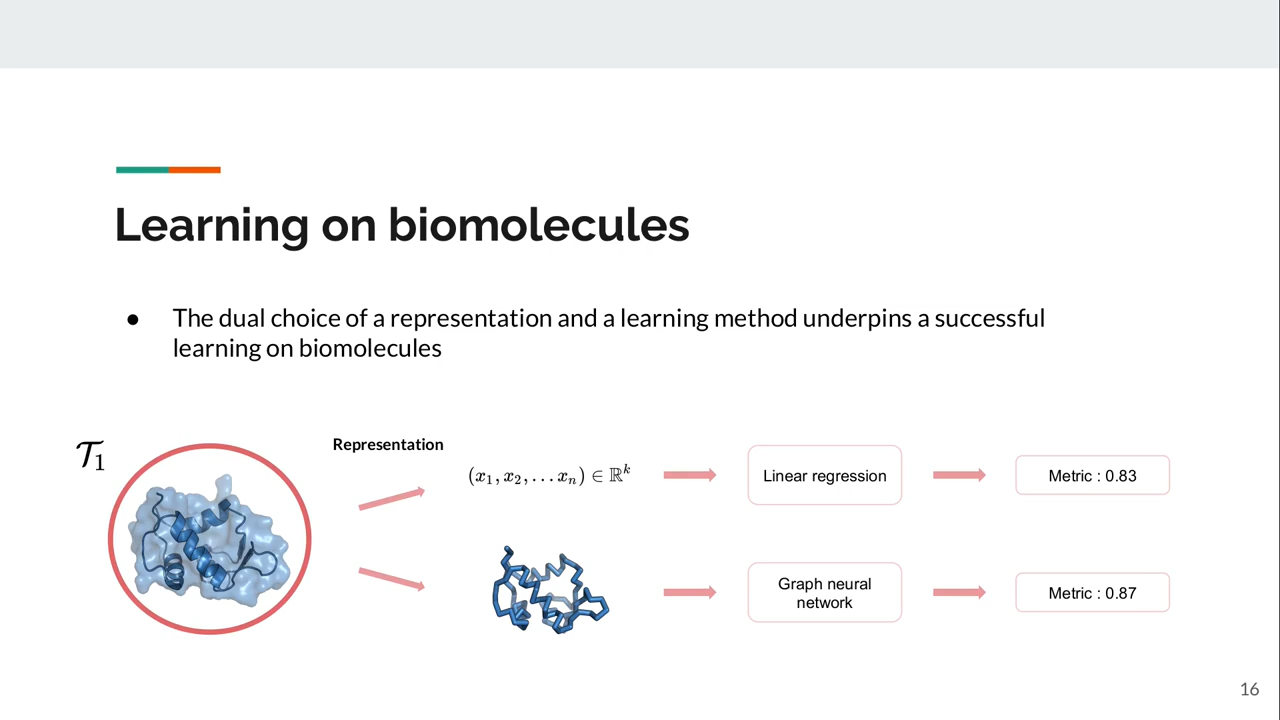 Learning on biomolecules
● The dual choice of a representation and a learning method underpins a successful
learning on biomolecules
𝒯₁
Representation
(x₁, x₂, … xₙ) ∈ ℝᵏ
Linear regression
Metric : 0.83
Graph neural
network
Metric : 0.87
16